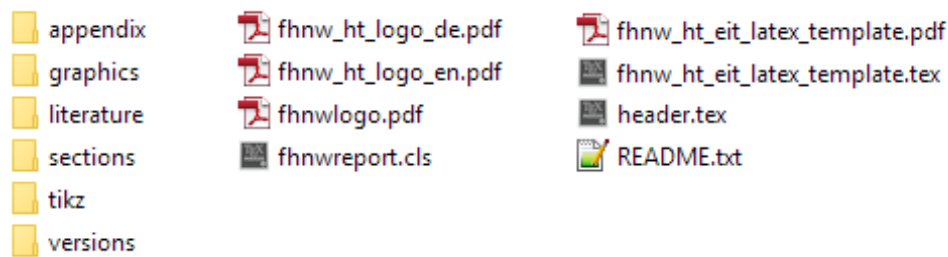 appendix
graphics
literature
sections
tikz
versions
fhnw_ht_logo_de.pdf
fhnw_ht_logo_en.pdf
fhnwlogo.pdf
fhnwreport.cls
fhnw_ht_eit_latex_template.pdf
fhnw_ht_eit_latex_template.tex
header.tex
README.txt